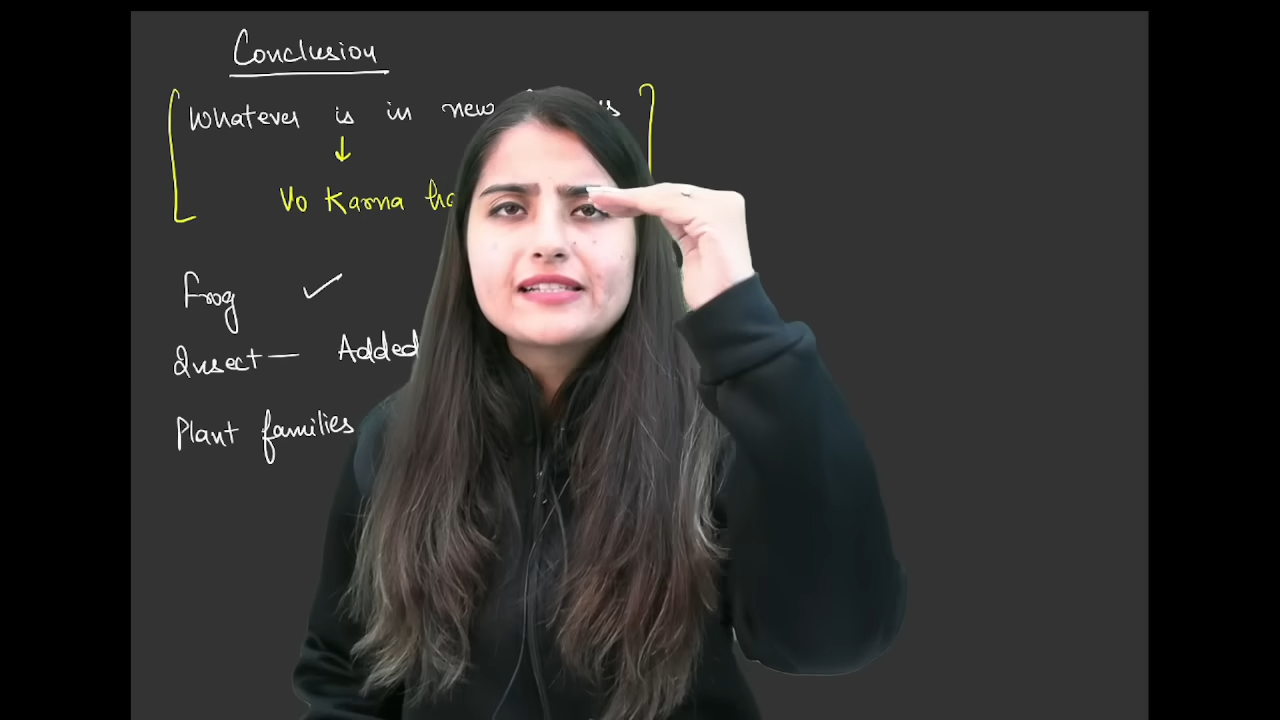 Conclusion
Whatever is in new
Vo Karna
Frog ✓
Insect — Added
Plant families